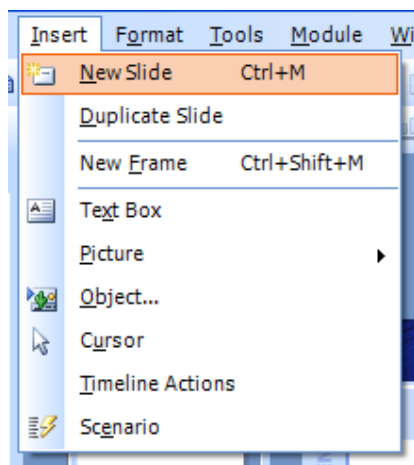 Insert Format Tools Module Wi
New Slide Ctrl+M
Duplicate Slide
New Frame Ctrl+Shift+M
Text Box
Picture
Object...
Cursor
Timeline Actions
Scenario